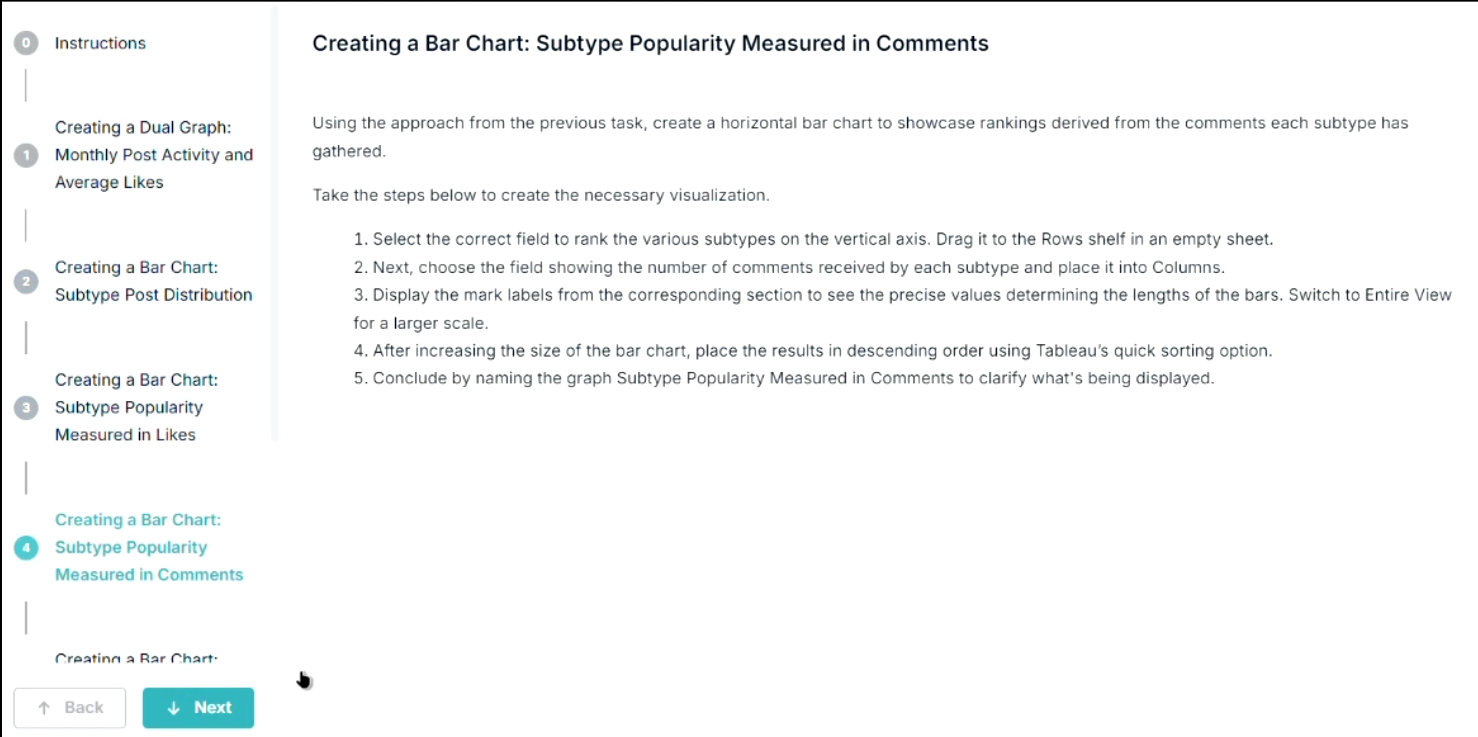 0 Instructions
1 Creating a Dual Graph:
Monthly Post Activity and
Average Likes
2 Creating a Bar Chart:
Subtype Post Distribution
3 Creating a Bar Chart:
Subtype Popularity
Measured in Likes
4 Creating a Bar Chart:
Subtype Popularity
Measured in Comments
Creating a Bar Chart:
Back
Next
Creating a Bar Chart: Subtype Popularity Measured in Comments
Using the approach from the previous task, create a horizontal bar chart to showcase rankings derived from the comments each subtype has
gathered.
Take the steps below to create the necessary visualization.
1. Select the correct field to rank the various subtypes on the vertical axis. Drag it to the Rows shelf in an empty sheet.
2. Next, choose the field showing the number of comments received by each subtype and place it into Columns.
3. Display the mark labels from the corresponding section to see the precise values determining the lengths of the bars. Switch to Entire View
for a larger scale.
4. After increasing the size of the bar chart, place the results in descending order using Tableau's quick sorting option.
5. Conclude by naming the graph Subtype Popularity Measured in Comments to clarify what's being displayed.